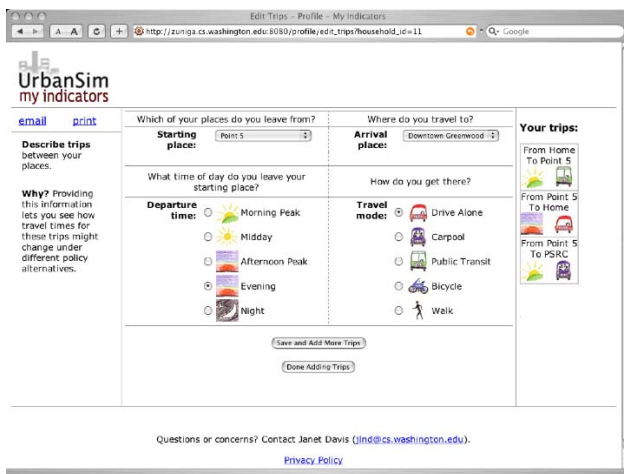 Edit Trips – Profile – My Indicators
A A C + http://zuniga.cs.washington.edu:8080/profile/edit_trips?household_id=11 Q- Google
UrbanSim
my indicators
email print
Describe trips
between your
places.
Why? Providing
this information
lets you see how
travel times for
these trips might
change under
different policy
alternatives.
Which of your places do you leave from?
Starting place: Point 5
Where do you travel to?
Arrival place: Downtown Greenwood
What time of day do you leave your
starting place?
Departure time:
Morning Peak
Midday
Afternoon Peak
Evening
Night
How do you get there?
Travel mode:
Drive Alone
Carpool
Public Transit
Bicycle
Walk
Save and Add More Trips
Done Adding Trips
Your trips:
From Home
To Point 5
From Point 5
To Home
From Point 5
To PSRC
Questions or concerns? Contact Janet Davis (jlnd@cs.washington.edu).
Privacy Policy